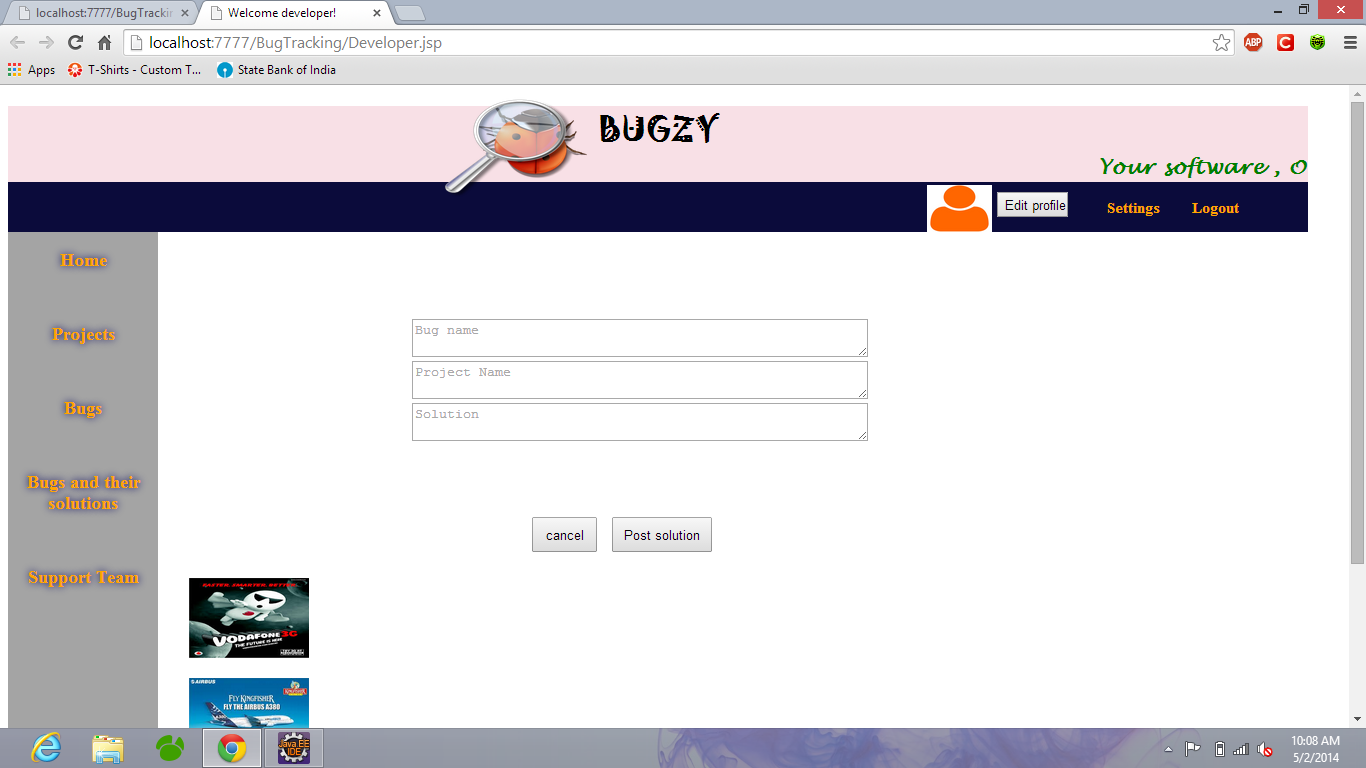 localhost:7777/BugTrackin
Welcome developer!
localhost:7777/BugTracking/Developer.jsp
ABP
C
Apps
T-Shirts - Custom T...
State Bank of India
BUGZY
Your software , O
Edit profile
Settings
Logout
Home
Projects
Bugs
Bugs and their
solutions
Support Team
Bug name
Project Name
Solution
cancel
Post solution
FASTER. SMARTER. BETTER.
VODAFONE 3G
THE FUTURE IS HERE
AIRBUS
KINGFISHER
FLY KINGFISHER
FLY THE AIRBUS A380
Java EE
IDE
10:08 AM
5/2/2014